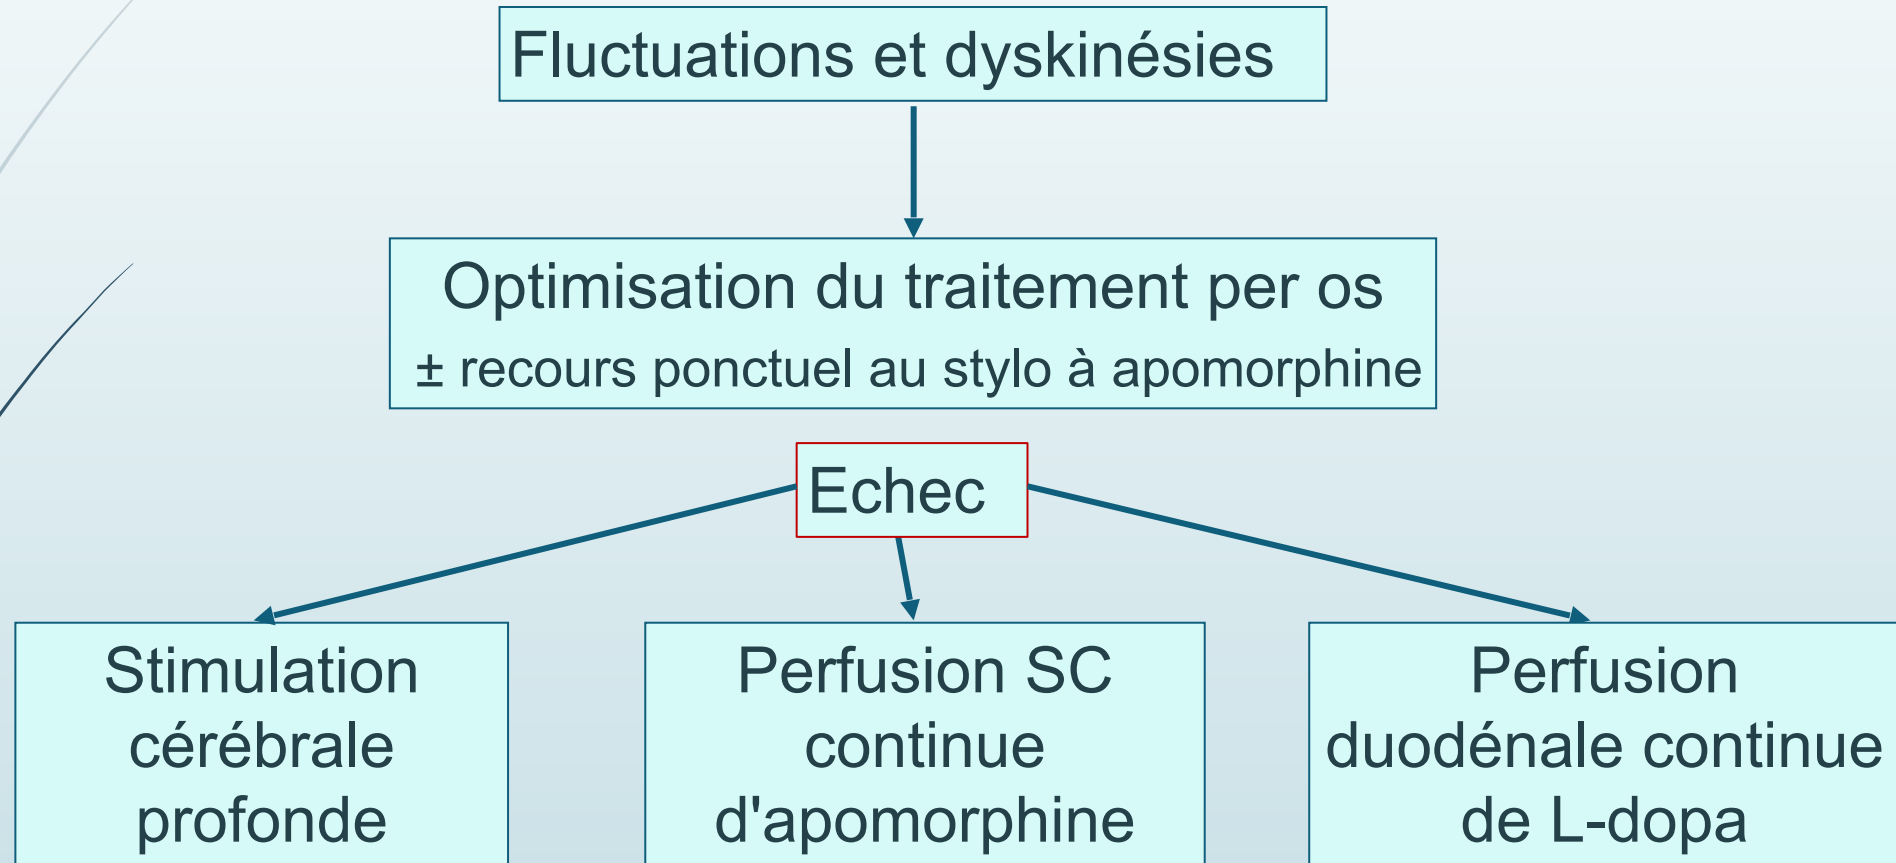 Fluctuations et dyskinésies
Optimisation du traitement per os
± recours ponctuel au stylo à apomorphine
Echec
Stimulation
cérébrale
profonde
Perfusion SC
continue
d'apomorphine
Perfusion
duodénale continue
de L-dopa